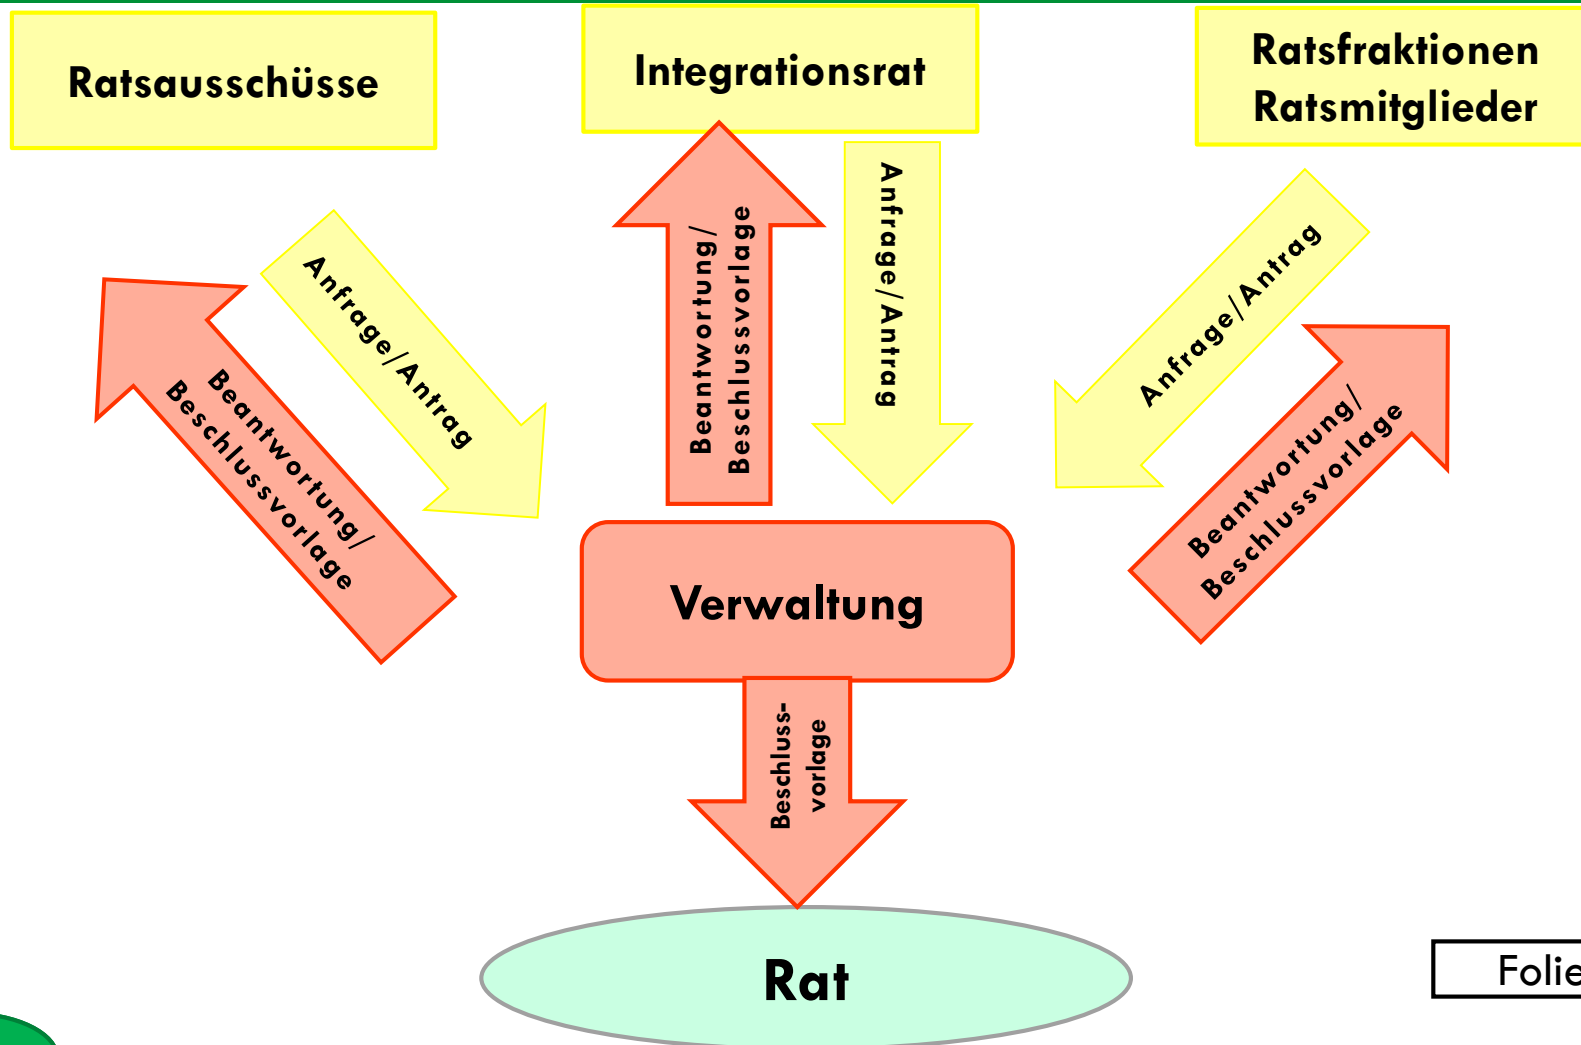 Ratsausschüsse
Integrationsrat
Ratsfraktionen
Ratsmitglieder
Anfrage/Antrag
Beantwortung/
Beschlussvorlage
Beantwortung/
Beschlussvorlage
Anfrage/Antrag
Anfrage/Antrag
Beantwortung/
Beschlussvorlage
Verwaltung
Beschluss-
vorlage
Rat
Folie